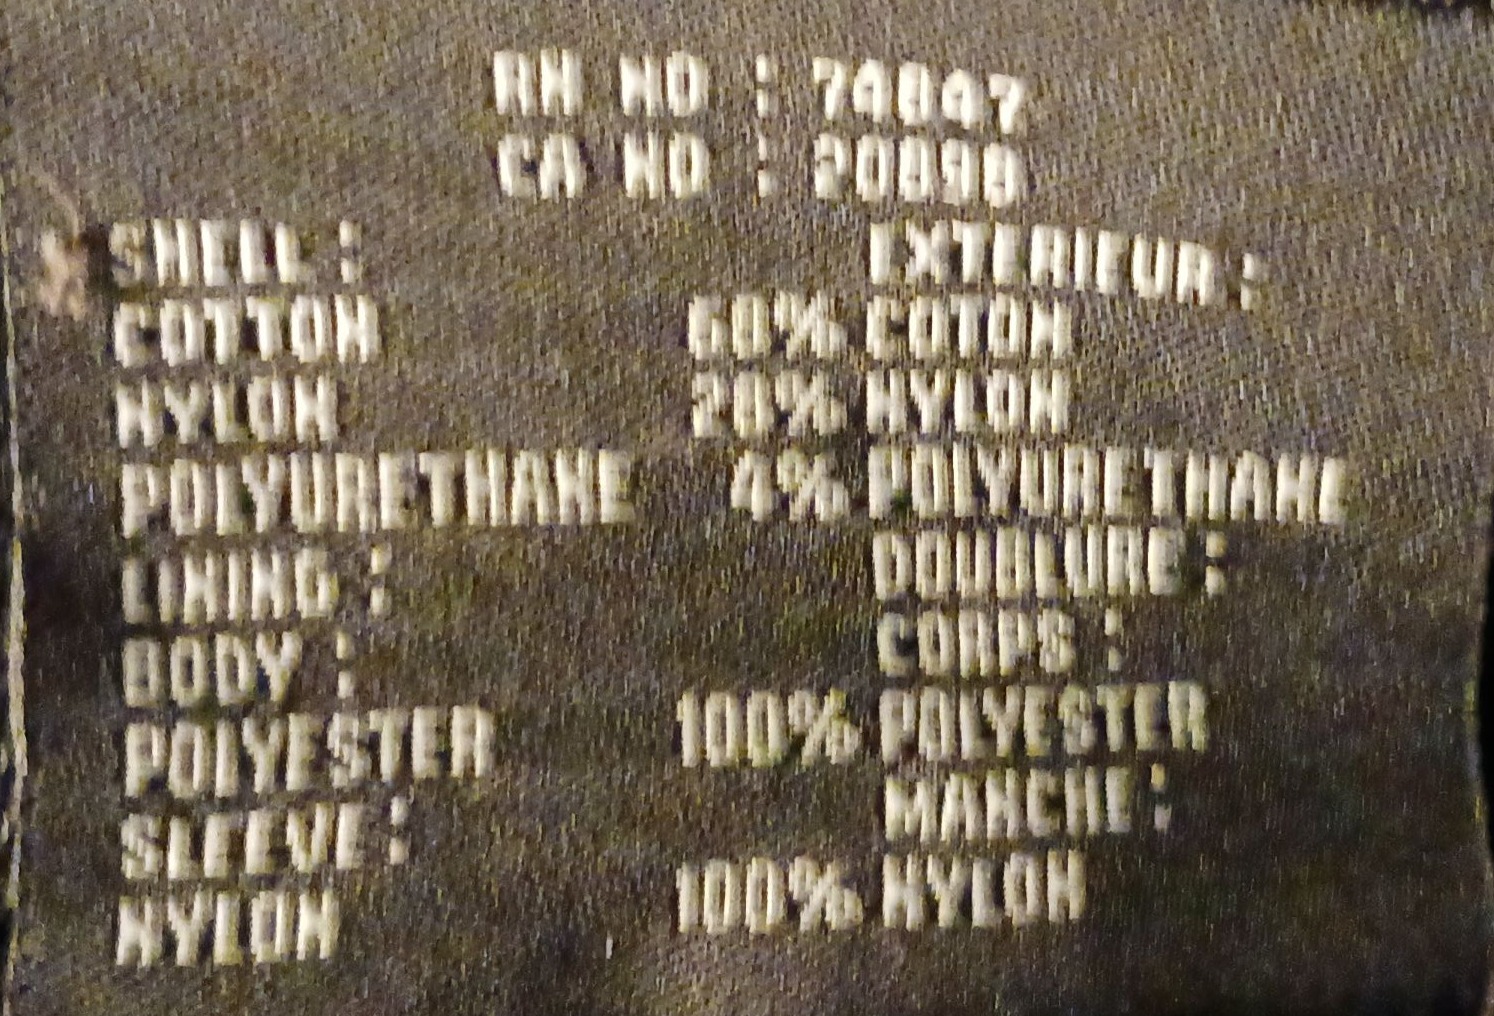 RN NO : 74847
CA NO : 20898
SHELL : EXTERIEUR :
COTTON 68% COTON
NYLON 28% NYLON
POLYURETHANE 4% POLYURETHANE
LINING : DOUBLURE :
BODY : CORPS :
POLYESTER 100% POLYESTER
SLEEVE : MANCHE :
NYLON 100% NYLON